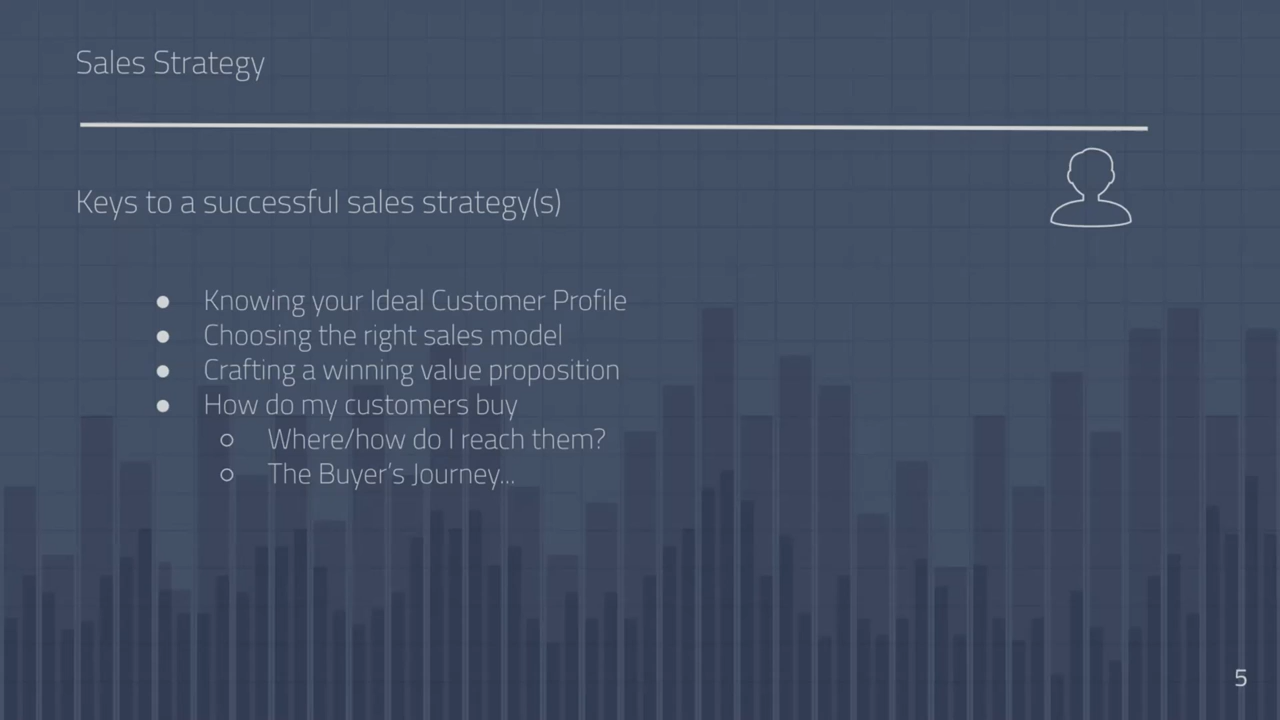 Sales Strategy
Keys to a successful sales strategy(s)
● Knowing your Ideal Customer Profile
● Choosing the right sales model
● Crafting a winning value proposition
● How do my customers buy
○ Where/how do I reach them?
○ The Buyer’s Journey...
5